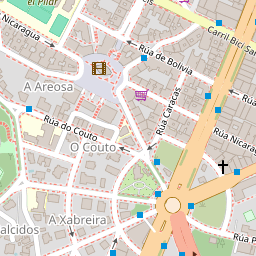 el Pilar
Nicaragua
Carril Bici San
Rúa de Bolivia
A Areosa
Rúa Caracas
Rúa do Couto
Rúa Nicara
O Couto
A Xabreira
alcidos
Rúa P